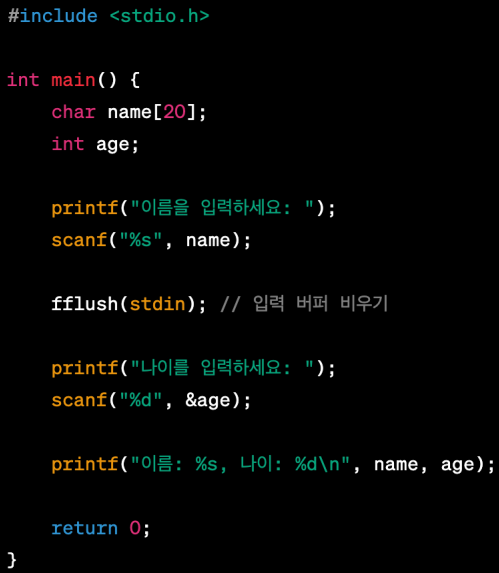 #include <stdio.h>
int main() {
char name[20];
int age;
printf("이름을 입력하세요: ");
scanf("%s", name);
fflush(stdin); // 입력 버퍼 비우기
printf("나이를 입력하세요: ");
scanf("%d", &age);
printf("이름: %s, 나이: %d\n", name, age);
return 0;
}